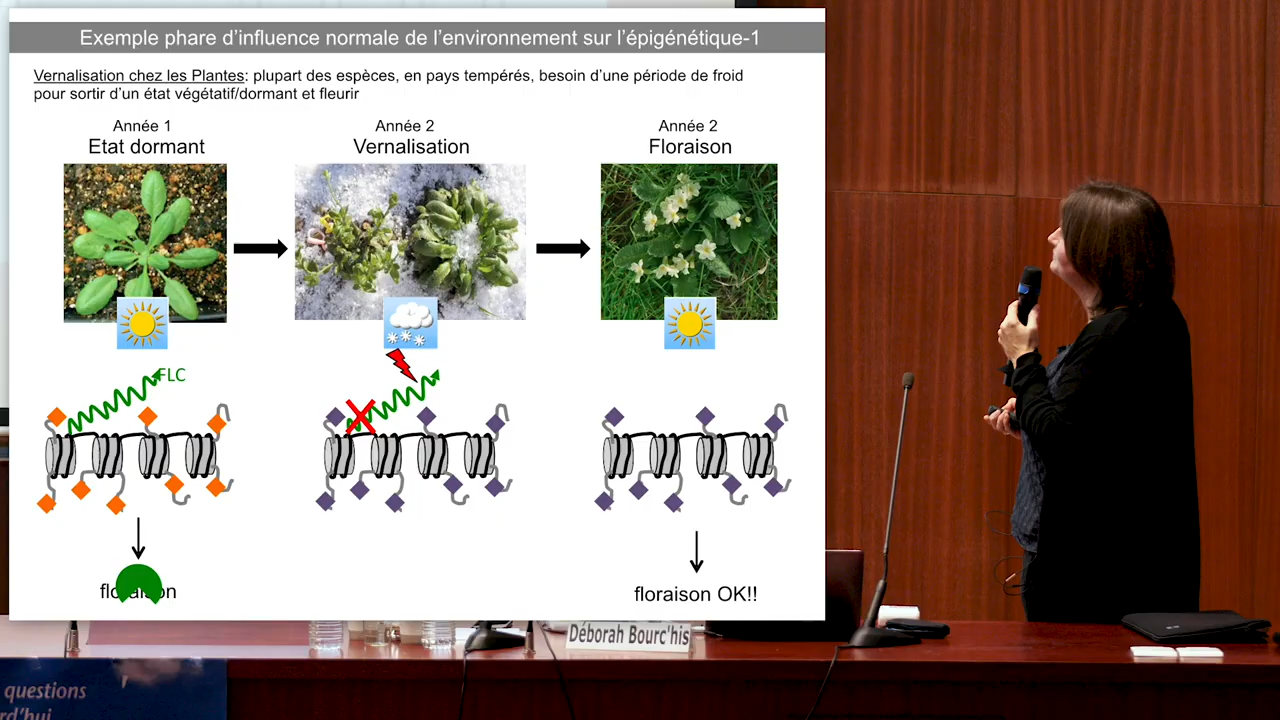 Exemple phare d'influence normale de l'environnement sur l'épigénétique-1
Vernalisation chez les Plantes: plupart des espèces, en pays tempérés, besoin d'une période de froid
pour sortir d'un état végétatif/dormant et fleurir
Année 1
Etat dormant
Année 2
Vernalisation
Année 2
Floraison
FLC
floraison OK!!
Déborah Bourc'his
questions